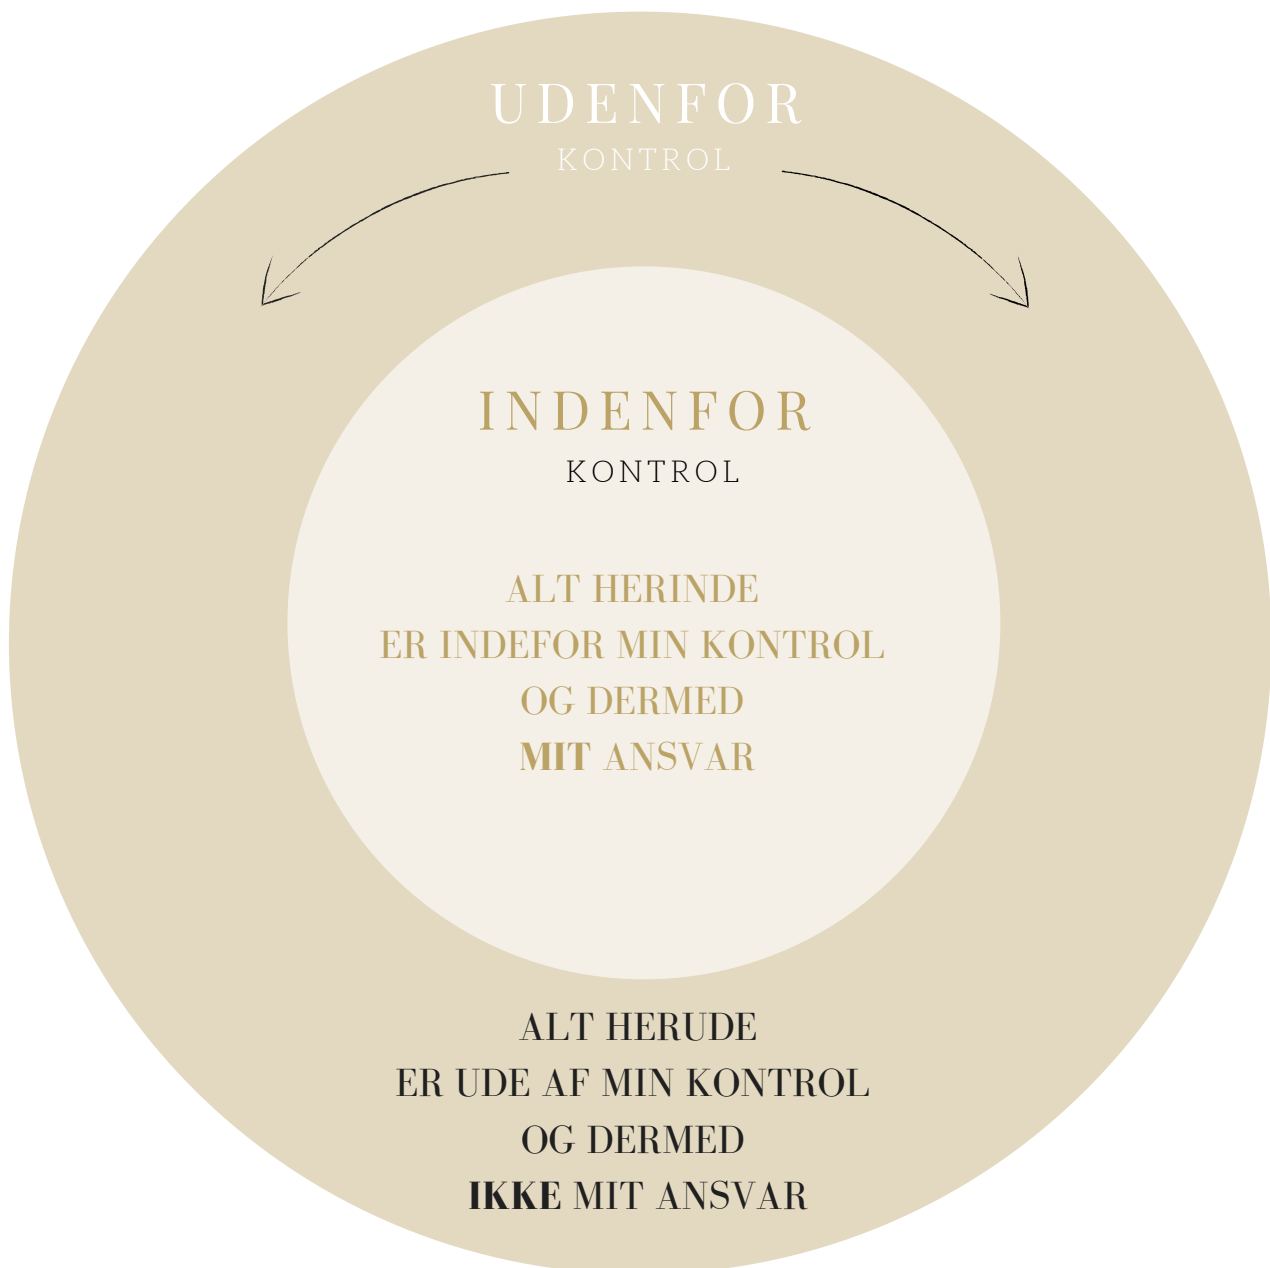 UDENFOR
KONTROL
INDENFOR
KONTROL
ALT HERINDE
ER INDEFOR MIN KONTROL
OG DERMED
MIT ANSVAR
ALT HERUDE
ER UDE AF MIN KONTROL
OG DERMED
IKKE MIT ANSVAR